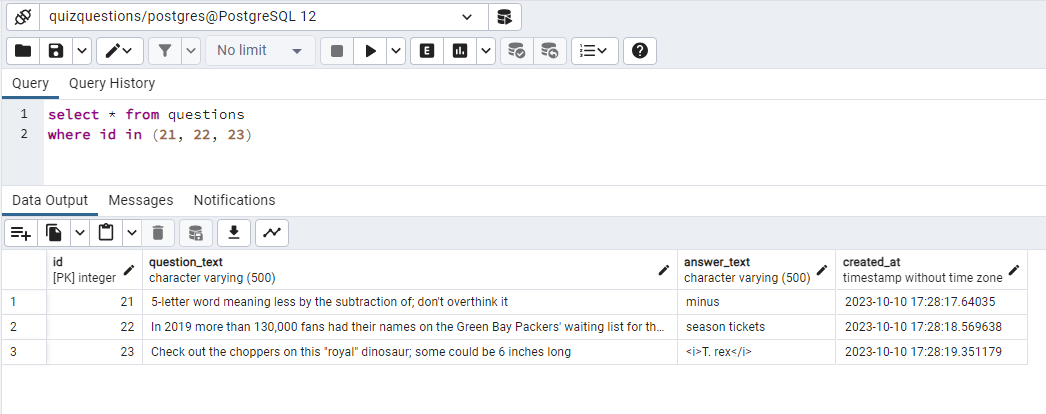 quizquestions/postgres@PostgreSQL 12
No limit
E
Query Query History
1 select * from questions
2 where id in (21, 22, 23)
Data Output Messages Notifications
id question_text answer_text created_at
[PK] integer character varying (500) character varying (500) timestamp without time zone
1 21 5-letter word meaning less by the subtraction of; don't overthink it minus 2023-10-10 17:28:17.64035
2 22 In 2019 more than 130,000 fans had their names on the Green Bay Packers' waiting list for th... season tickets 2023-10-10 17:28:18.569638
3 23 Check out the choppers on this "royal" dinosaur; some could be 6 inches long <i>T. rex</i> 2023-10-10 17:28:19.351179